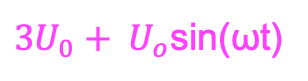 3U₀ + Uₒsin(ωt)